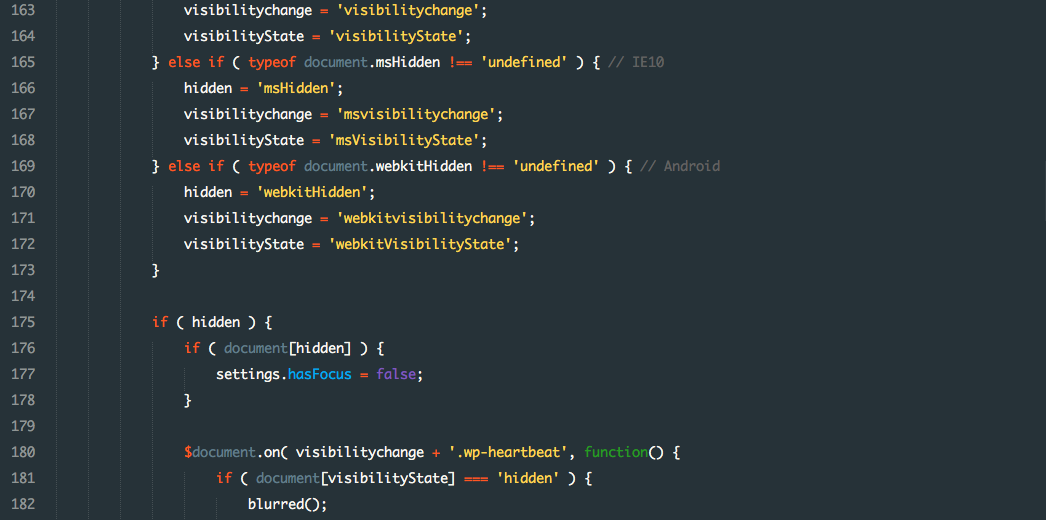 163 visibilitychange = 'visibilitychange';
164 visibilityState = 'visibilityState';
165 } else if ( typeof document.msHidden !== 'undefined' ) { // IE10
166 hidden = 'msHidden';
167 visibilitychange = 'msvisibilitychange';
168 visibilityState = 'msVisibilityState';
169 } else if ( typeof document.webkitHidden !== 'undefined' ) { // Android
170 hidden = 'webkitHidden';
171 visibilitychange = 'webkitvisibilitychange';
172 visibilityState = 'webkitVisibilityState';
173 }
174
175 if ( hidden ) {
176 if ( document[hidden] ) {
177 settings.hasFocus = false;
178 }
179
180 $document.on( visibilitychange + '.wp-heartbeat', function() {
181 if ( document[visibilityState] === 'hidden' ) {
182 blurred();